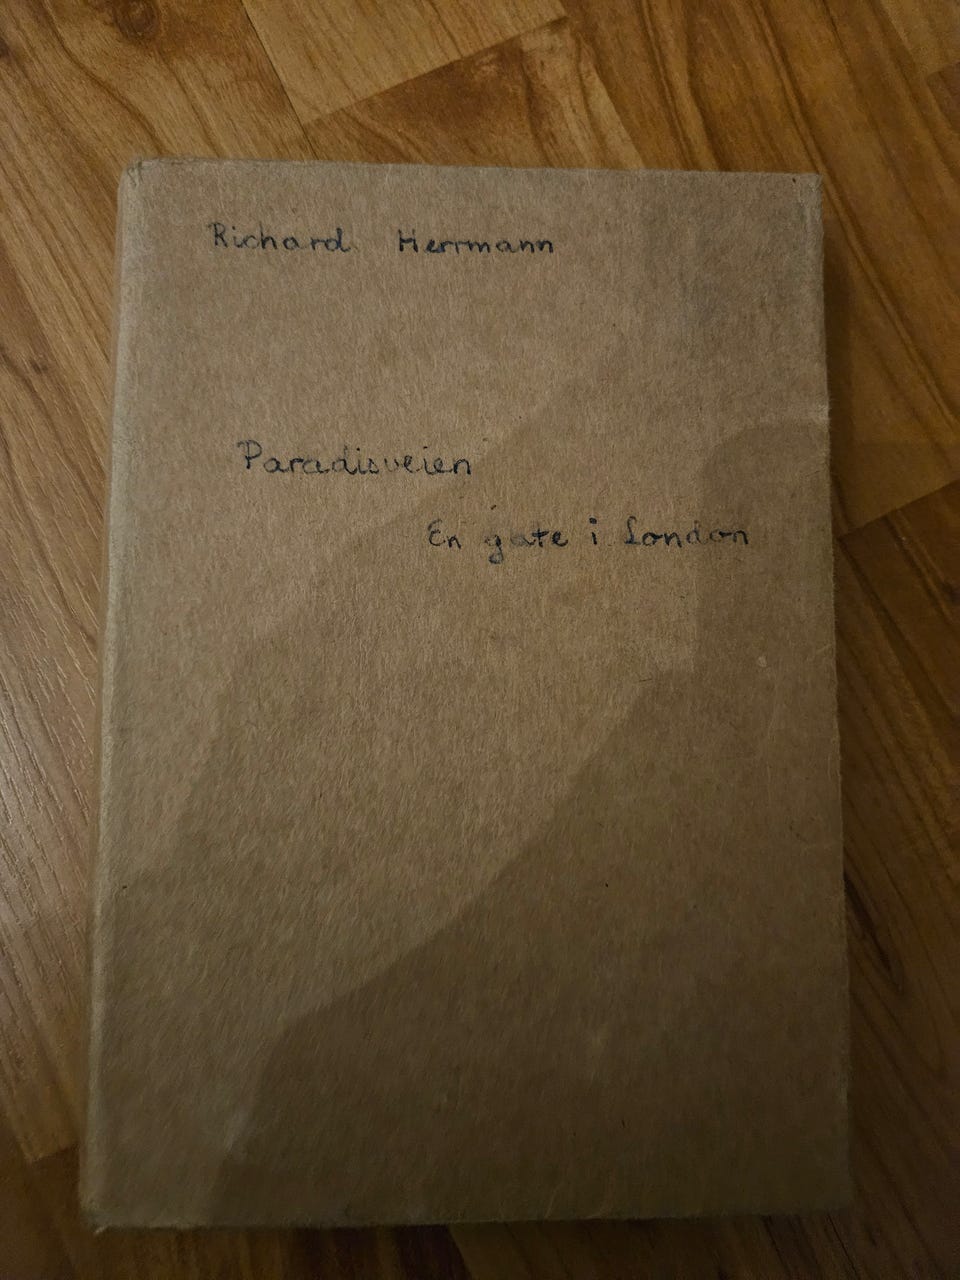 Richard Herrmann
Paradisveien
En gate i London